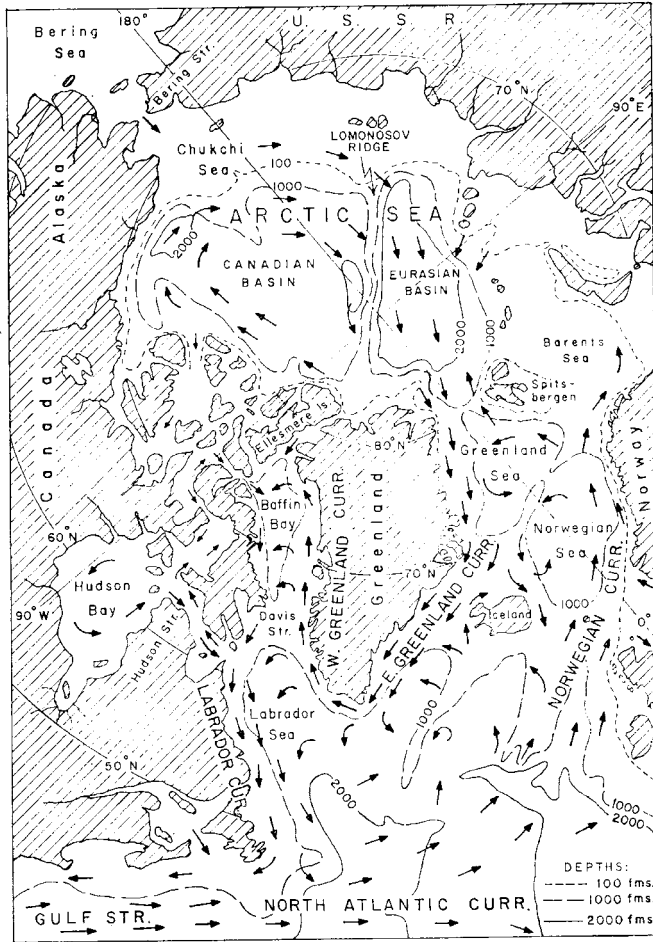 180°
U. S. S. R.
Bering Sea
Bering Str.
70°N
90°E
LOMONOSOV RIDGE
Chukchi Sea
100
1000
Alaska
ARCTIC SEA
2000
CANADIAN BASIN
EURASIAN BASIN
2000
1000
Barents Sea
Spits-bergen
Canada
Ellesmere Is.
80°N
Greenland Sea
Norway
Baffin Bay
W. GREENLAND CURR.
Greenland
60°N
Norwegian Sea
Hudson Bay
70°N
E. GREENLAND CURR.
1000
CURR.
0°
90°W
Davis Str.
Iceland
Hudson Str.
NORWEGIAN
LABRADOR CUR.
Labrador Sea
1000
50°N
2000
1000
2000
DEPTHS:
100 fms.
1000 fms.
2000 fms.
GULF STR.
NORTH ATLANTIC CURR.